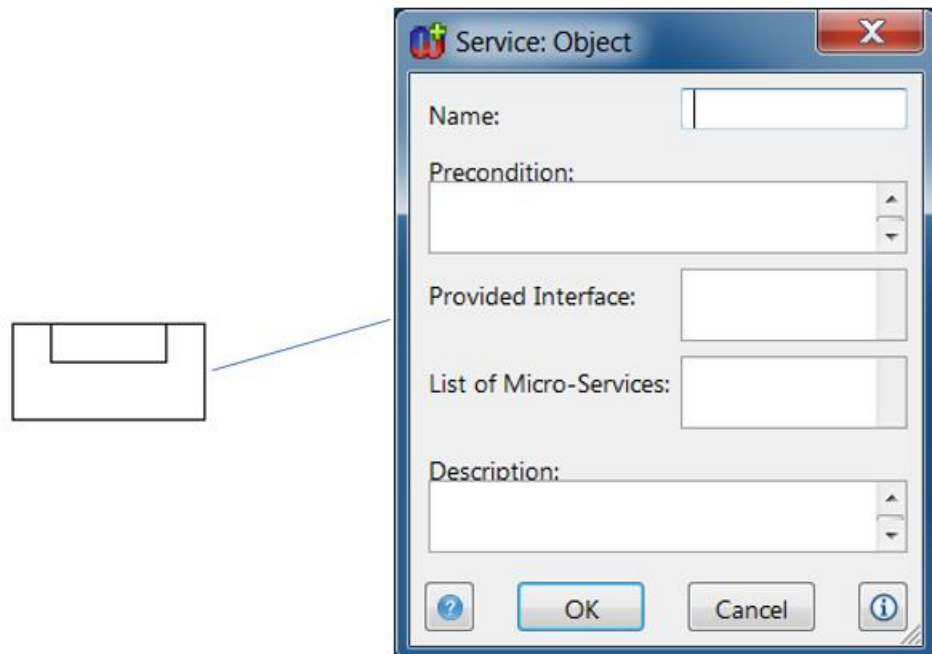 Service: Object
Name:
Precondition:
Provided Interface:
List of Micro-Services:
Description:
OK Cancel